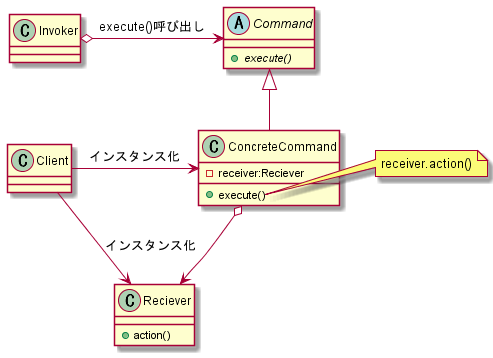 C Invoker
execute()呼び出し
A Command
execute()
C Client
インスタンス化
C ConcreteCommand
receiver:Reciever
execute()
receiver.action()
インスタンス化
C Reciever
action()